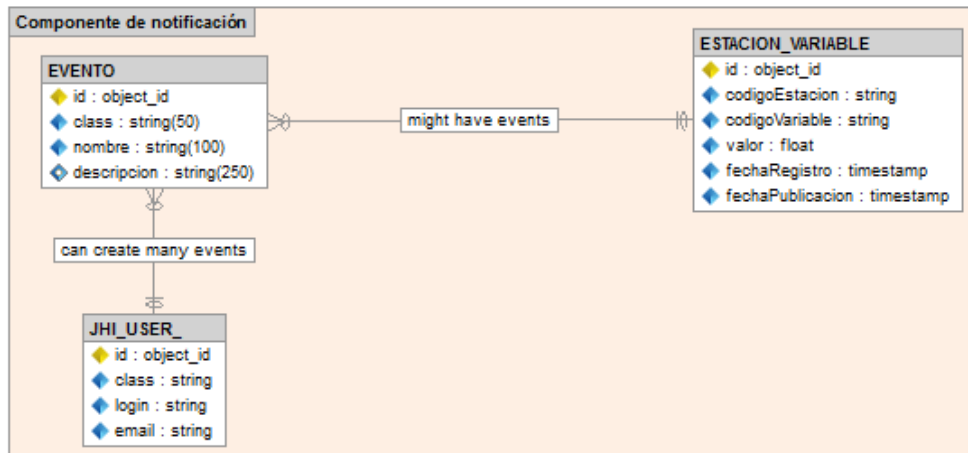 Componente de notificación
EVENTO
id : object_id
class : string(50)
nombre : string(100)
descripcion : string(250)
might have events
ESTACION_VARIABLE
id : object_id
codigoEstacion : string
codigoVariable : string
valor : float
fechaRegistro : timestamp
fechaPublicacion : timestamp
can create many events
JHI_USER_
id : object_id
class : string
login : string
email : string